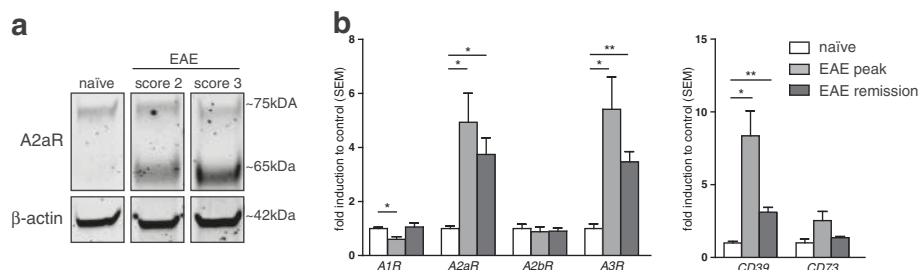 a
EAE
naïve
score 2
score 3
A2aR
~75kDA
~65kDa
β-actin
~42kDa
b
fold induction to control (SEM)
8
6
4
2
0
*
*
*
*
**
A1R
A2aR
A2bR
A3R
fold induction to control (SEM)
15
10
5
0
*
**
CD39
CD73
naïve
EAE peak
EAE remission